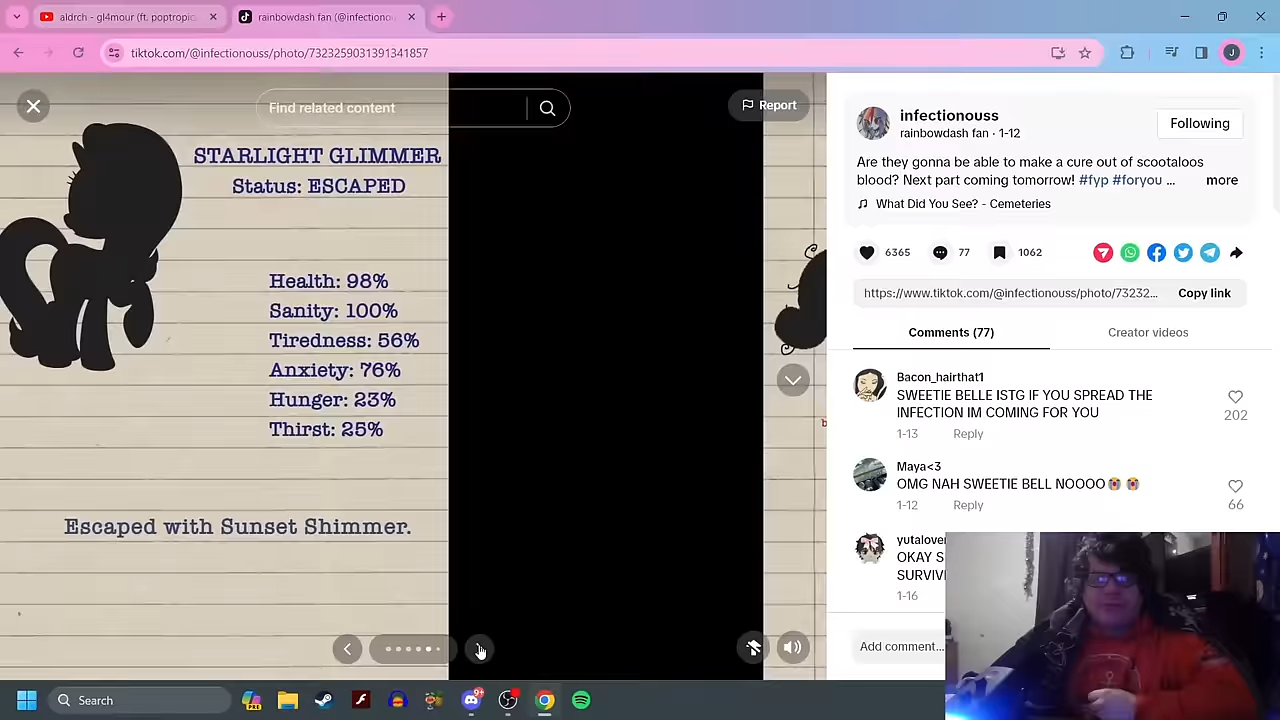 aldrch - gl4mour (ft. poptropic
rainbowdash fan (@infectionou
tiktok.com/@infectionouss/photo/7323259031391341857
J
Find related content
Report
STARLIGHT GLIMMER
Status: ESCAPED
Health: 98%
Sanity: 100%
Tiredness: 56%
Anxiety: 76%
Hunger: 23%
Thirst: 25%
Escaped with Sunset Shimmer.
infectionouss
rainbowdash fan · 1-12
Following
Are they gonna be able to make a cure out of scootaloos
blood? Next part coming tomorrow! #fyp #foryou ... more
What Did You See? - Cemeteries
6365 77 1062
https://www.tiktok.com/@infectionouss/photo/73232... Copy link
Comments (77) Creator videos
Bacon_hairthat1
SWEETIE BELLE ISTG IF YOU SPREAD THE
INFECTION IM COMING FOR YOU
202
1-13 Reply
Maya<3
OMG NAH SWEETIE BELL NOOOO😭 😭
1-12 Reply
66
yutalover
OKAY S
SURVIV
1-16
Add comment...
Search